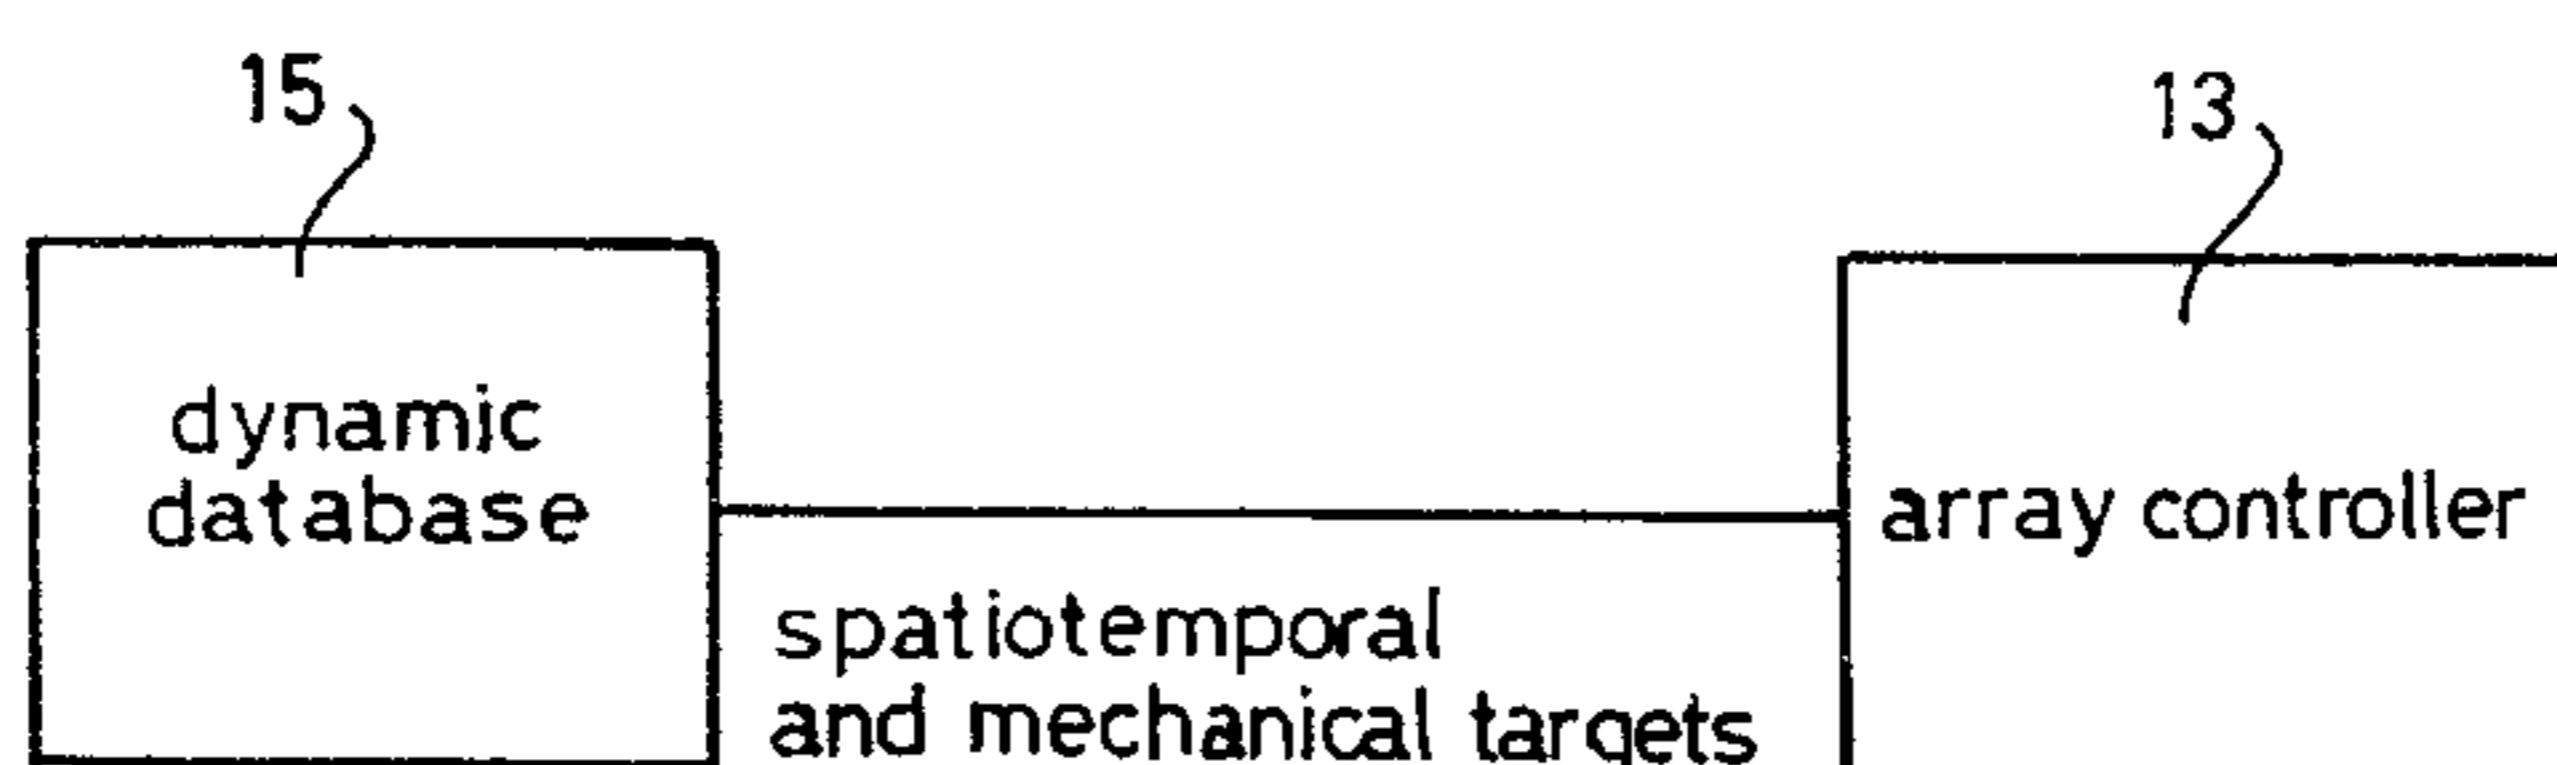 15
13
dynamic
database
array controller
spatiotemporal
and mechanical targets